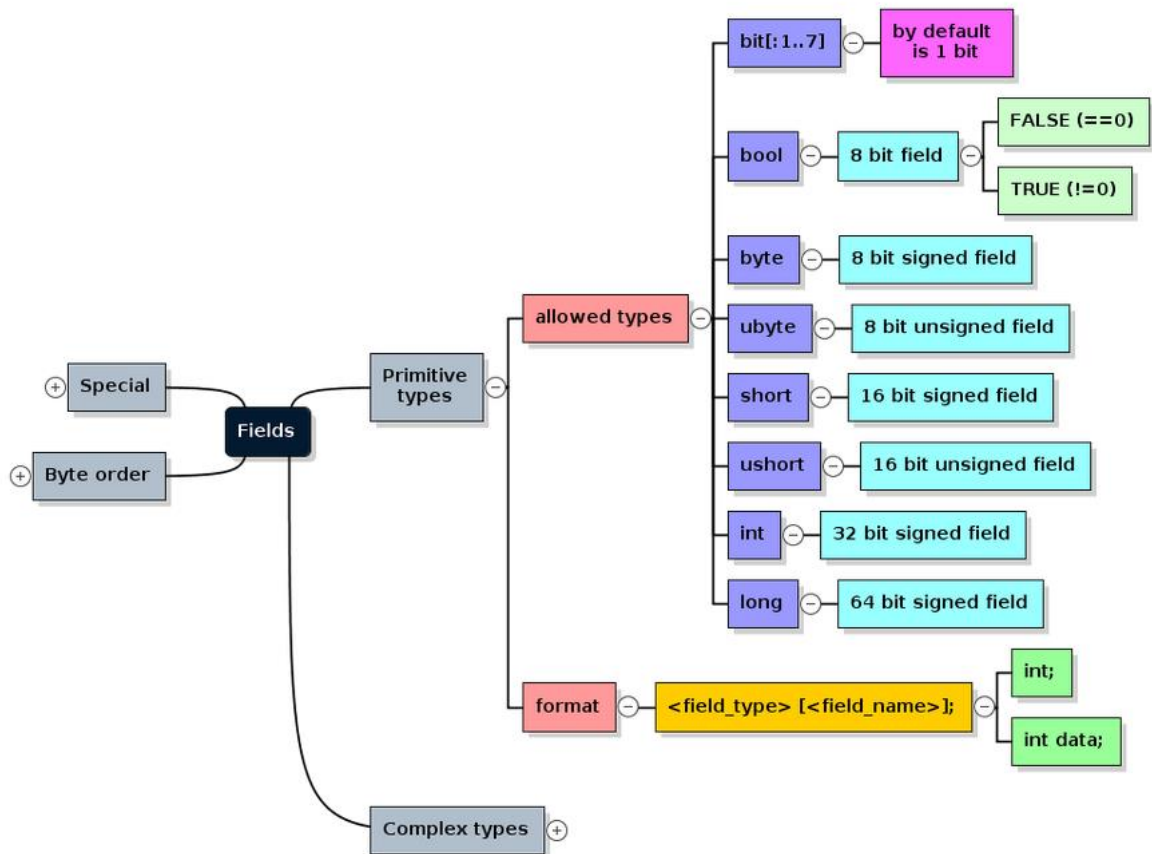 Fields
Special
Byte order
Primitive
types
allowed types
bit[:1..7]
by default
is 1 bit
bool
8 bit field
FALSE (==0)
TRUE (!=0)
byte
8 bit signed field
ubyte
8 bit unsigned field
short
16 bit signed field
ushort
16 bit unsigned field
int
32 bit signed field
long
64 bit signed field
format
<field_type> [<field_name>];
int;
int data;
Complex types